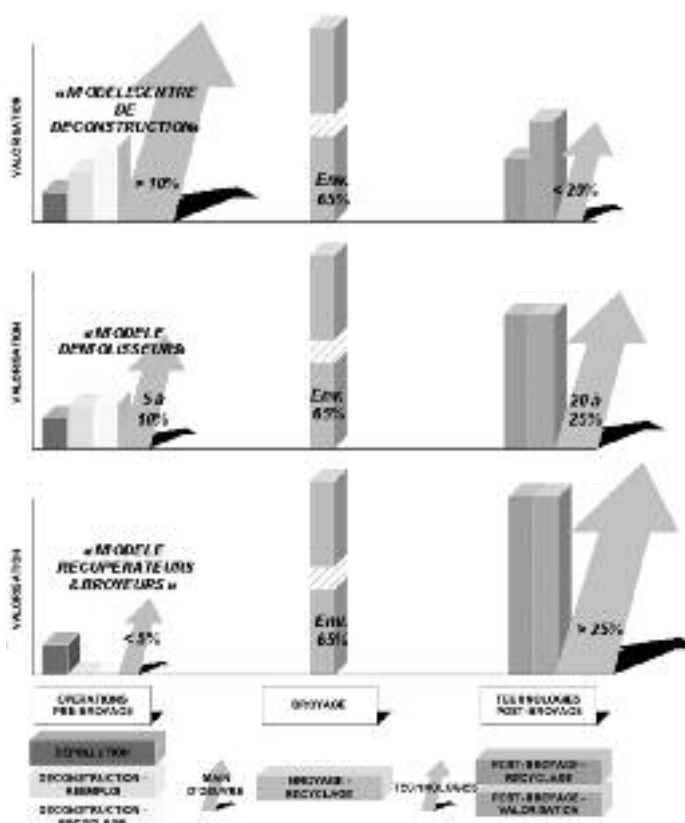 VALORISATION
« MODELE CENTRE
DE
DECONSTRUCTION»
> 10%
Env.
65%
< 20%
VALORISATION
« MODELE
DEMOLISSEURS»
5 à
10%
Env.
65%
20 à
25%
VALORISATION
« MODELE
RECUPERATEURS
& BROYEURS »
< 5%
Env.
65%
> 25%
OPERATIONS
PRE-BROYAGE
BROYAGE
TECHNOLOGIES
POST-BROYAGE
DEPOLLUTION
DECONSTRUCTION -
REEMPLOI
DECONSTRUCTION -
MAIN
D'OEUVRE
BROYAGE -
RECYCLAGE
TECHNOLOGIES
POST-BROYAGE -
RECYCLAGE
POST-BROYAGE -
VALORISATION